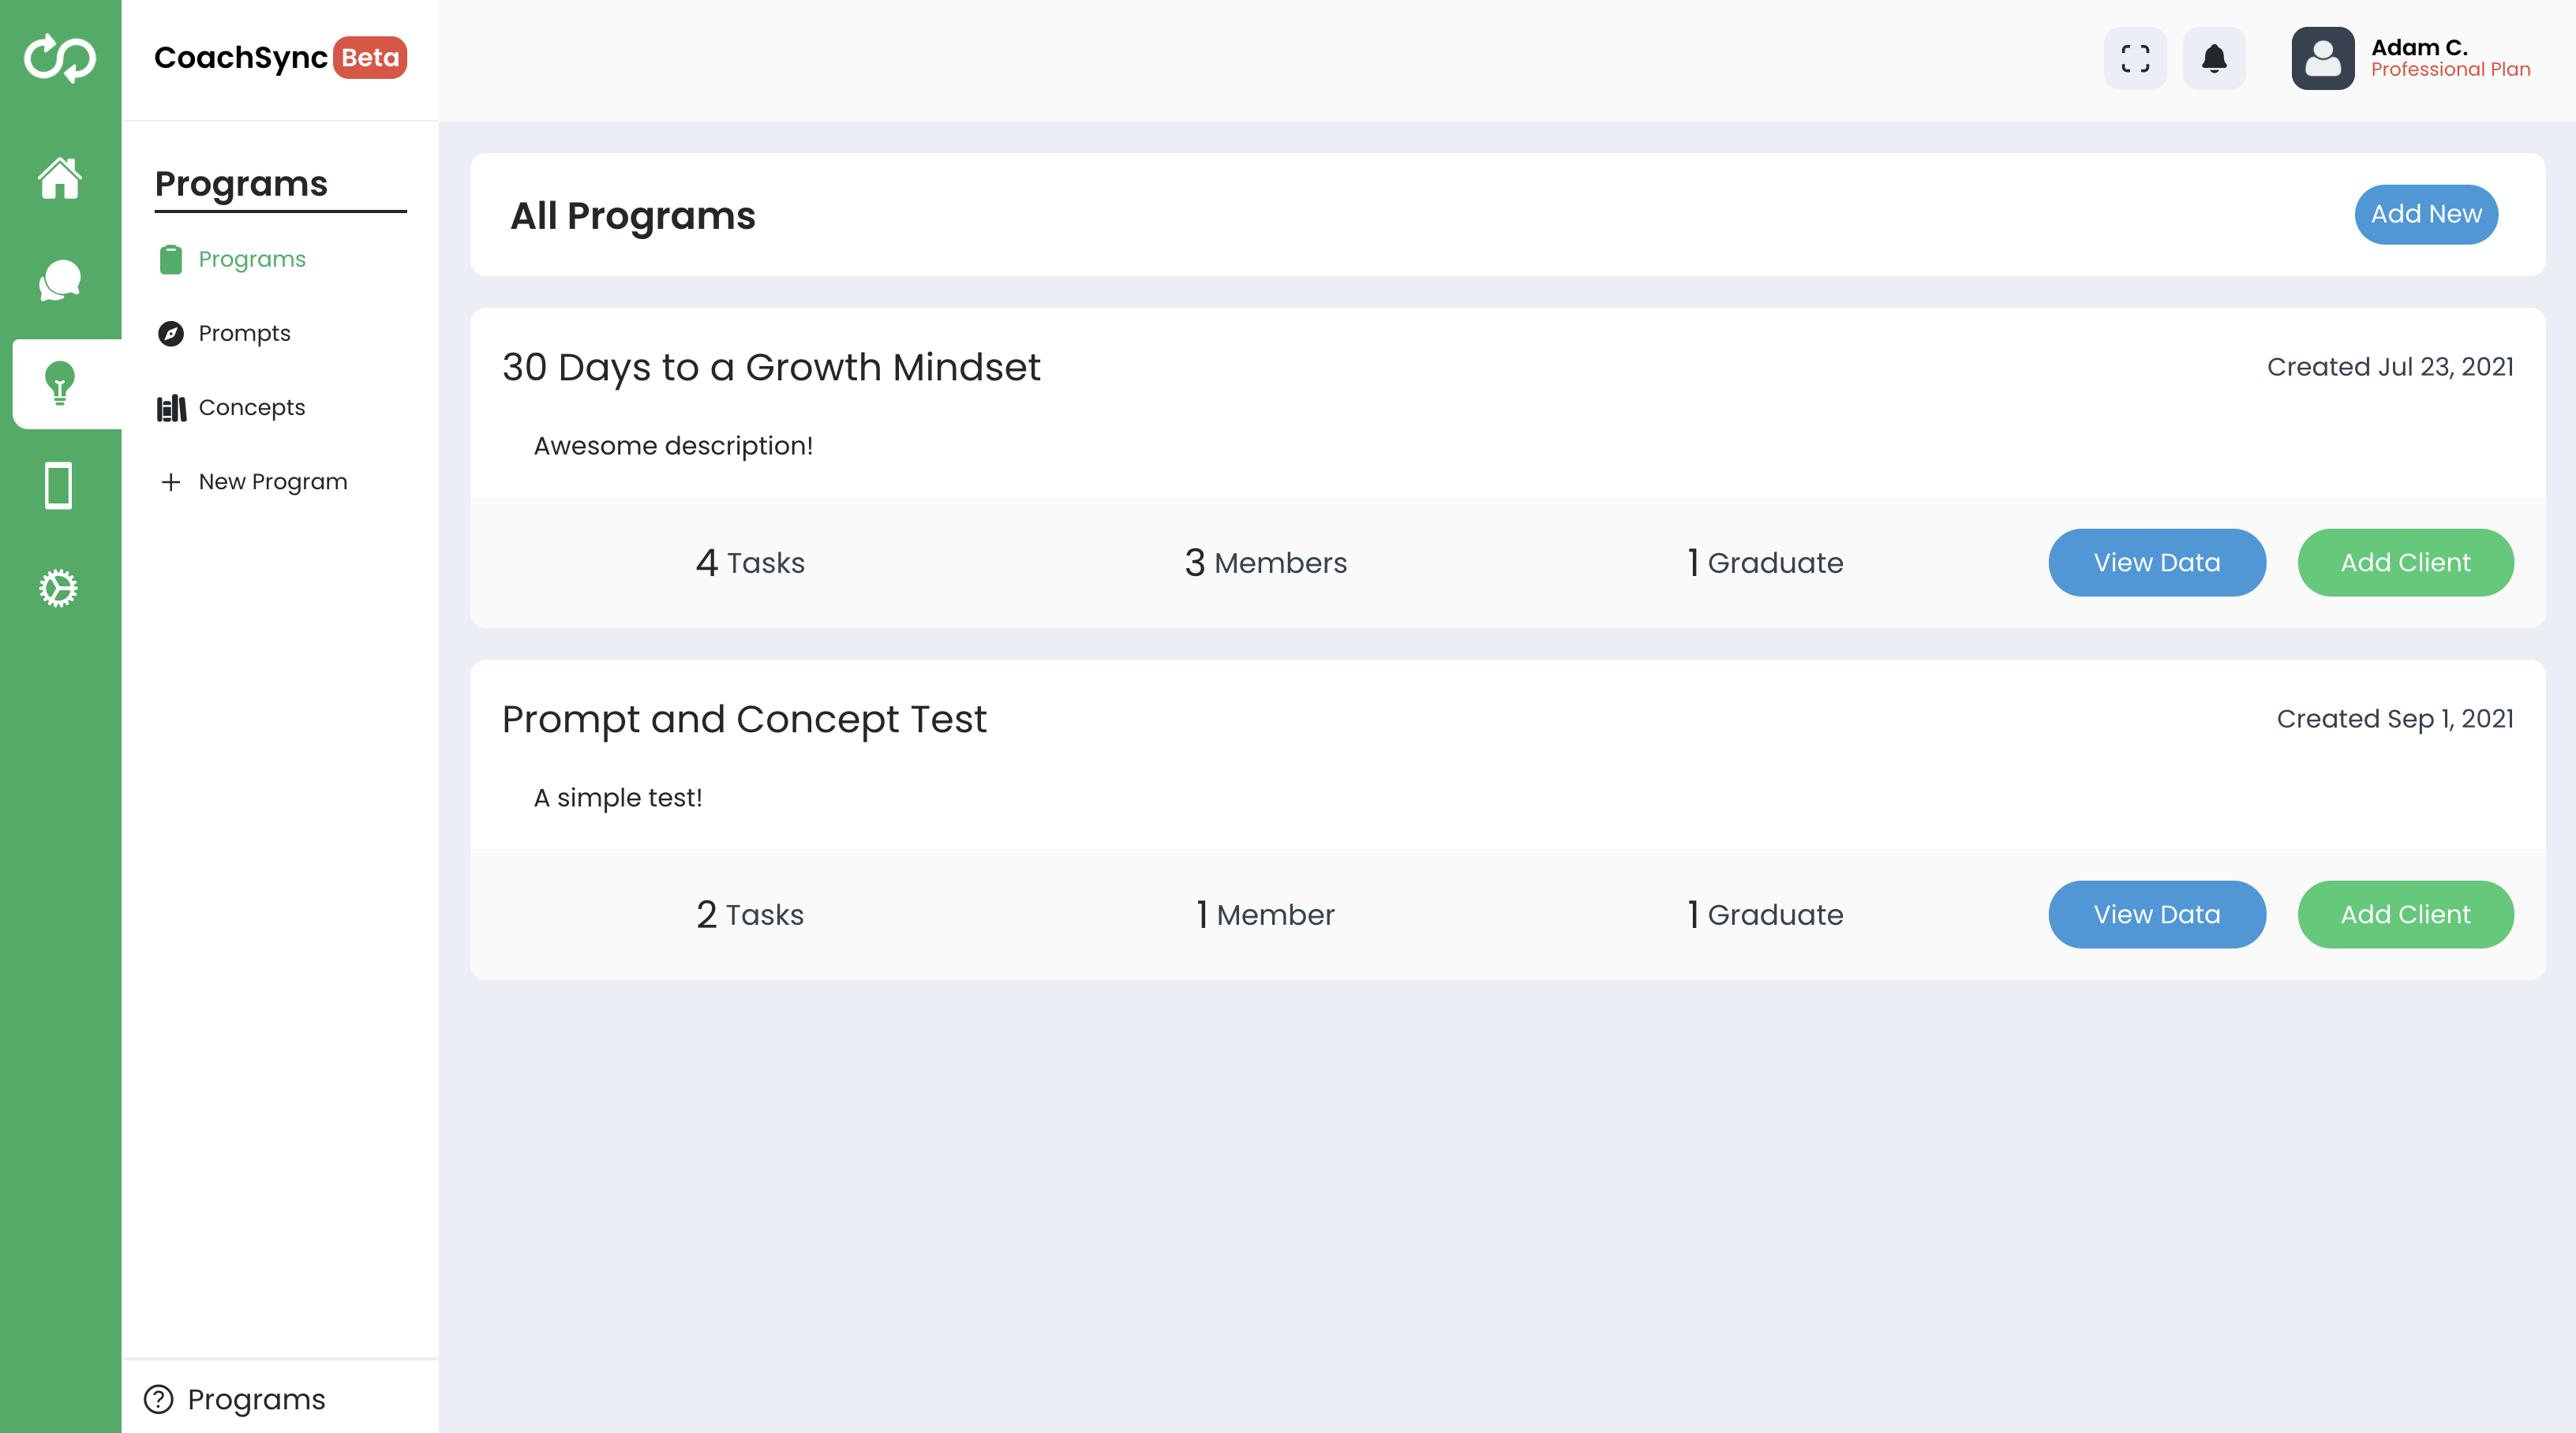 CoachSync Beta
Adam C.
Professional Plan
Programs
Programs
Prompts
Concepts
New Program
All Programs
Add New
30 Days to a Growth Mindset
Created Jul 23, 2021
Awesome description!
4 Tasks
3 Members
1 Graduate
View Data
Add Client
Prompt and Concept Test
Created Sep 1, 2021
A simple test!
2 Tasks
1 Member
1 Graduate
View Data
Add Client
? Programs